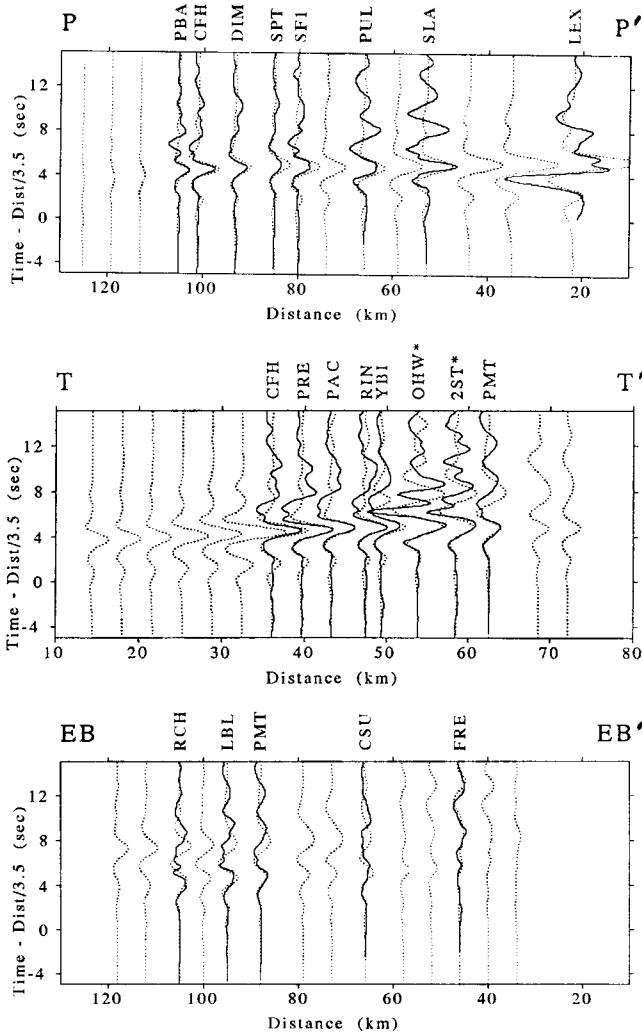 P PBA CFH DIM SPT SF1 PUL SLA LEX P'
12
8
4
0
-4
Time - Dist/3.5 (sec)
120 100 80 60 40 20
Distance (km)
T CFH PRE PAC RIN YBI OHW* 2ST* PMT T'
12
8
4
0
-4
Time - Dist/3.5 (sec)
10 20 30 40 50 60 70 80
Distance (km)
EB RCH LBL PMT CSU FRE EB'
12
8
4
0
-4
Time - Dist/3.5 (sec)
120 100 80 60 40 20
Distance (km)